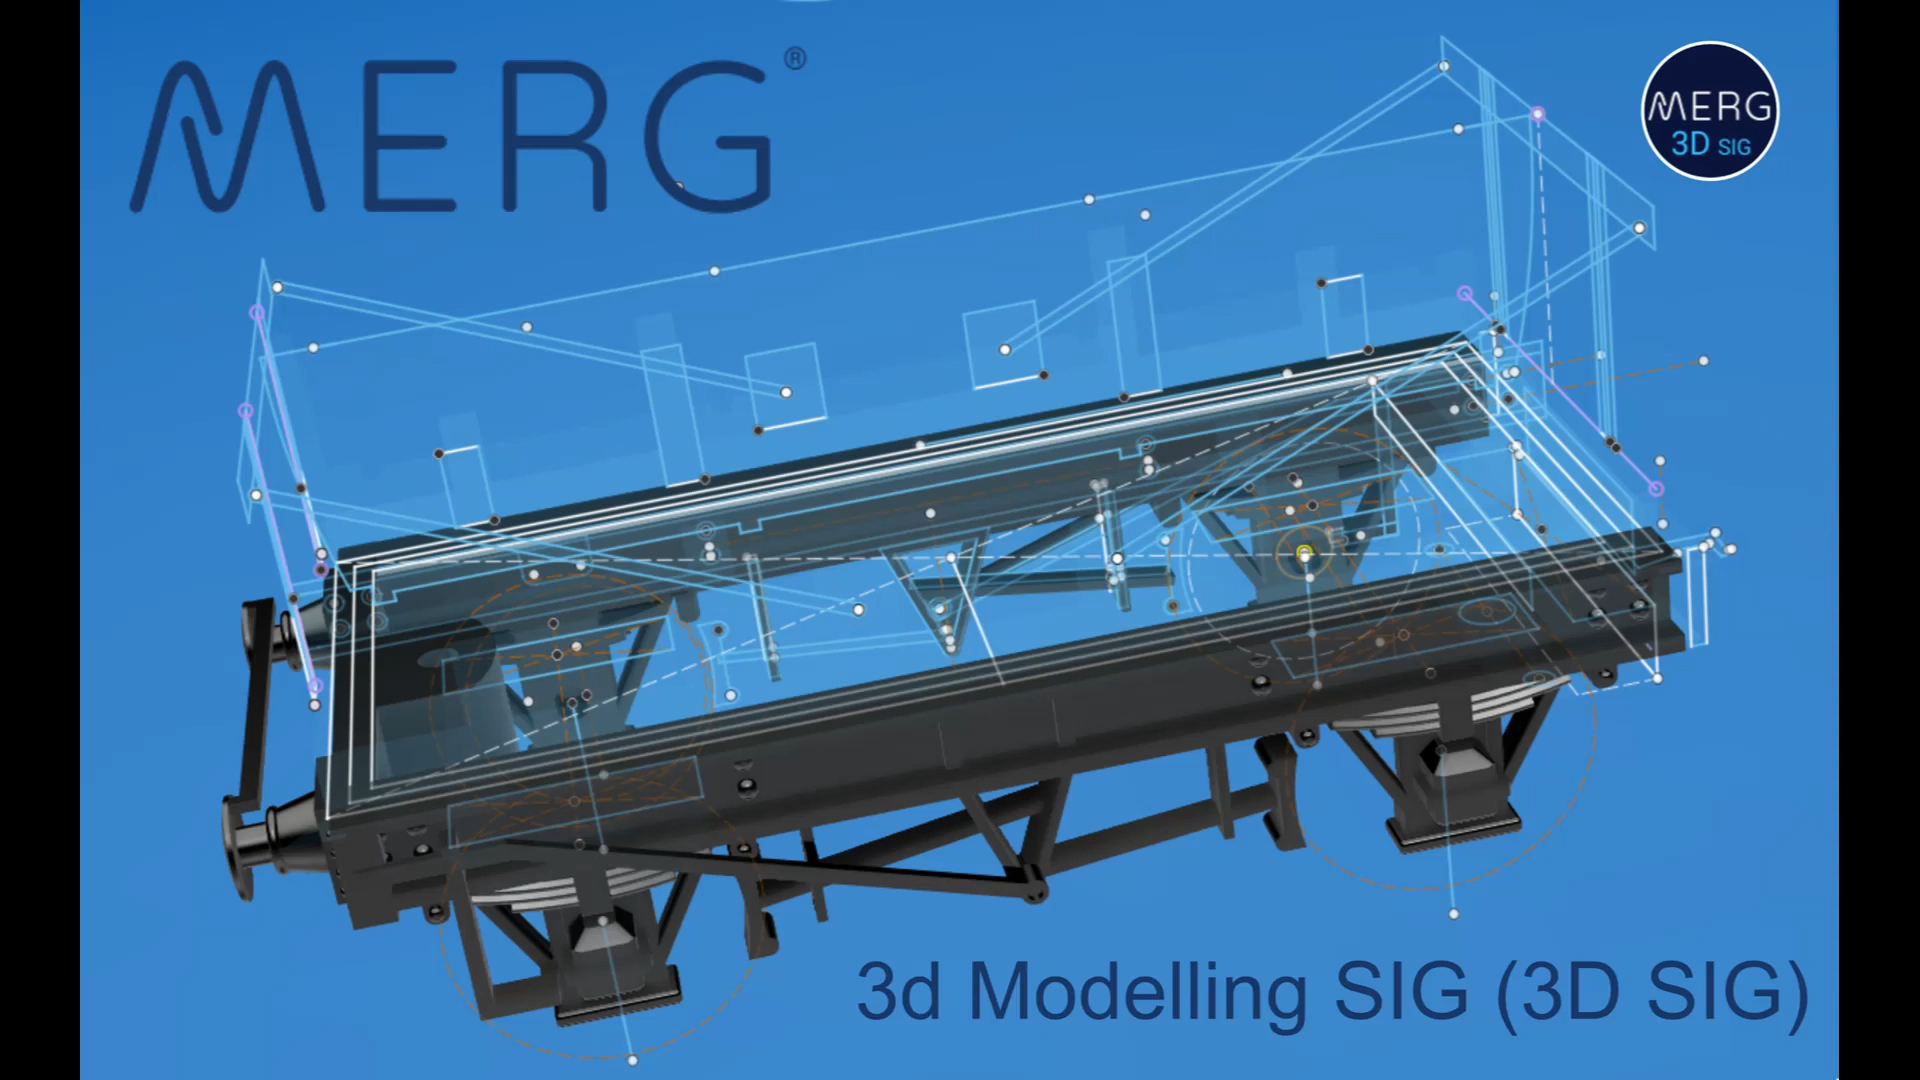 MERG®
MERG
3D SIG
3d Modelling SIG (3D SIG)